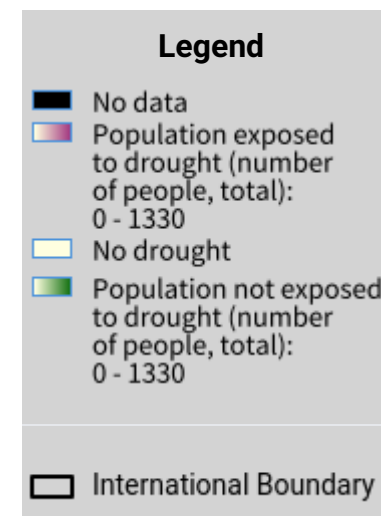 Legend
No data
Population exposed
to drought (number
of people, total):
0 - 1330
No drought
Population not exposed
to drought (number
of people, total):
0 - 1330
International Boundary